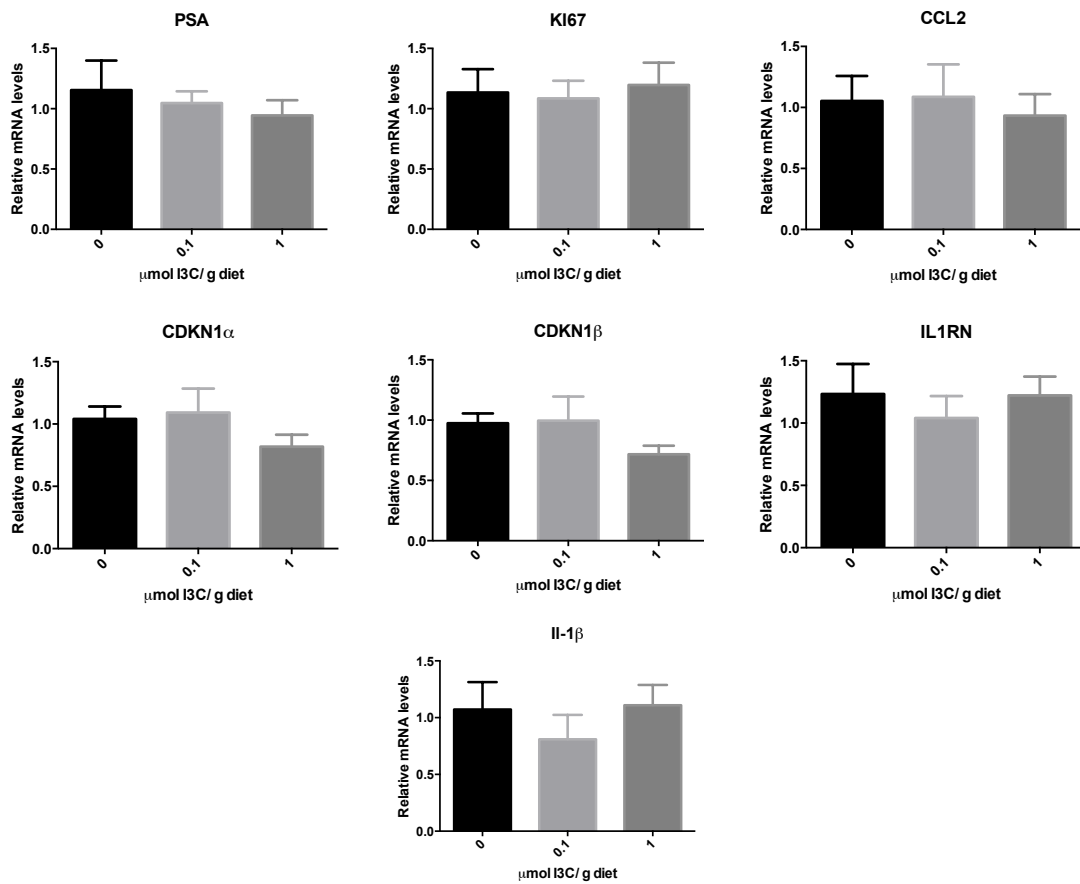 PSA
Relative mRNA levels
1.5
1.0
0.5
0.0
0
0.1
1
μmol I3C/ g diet
KI67
Relative mRNA levels
1.5
1.0
0.5
0.0
0
0.1
1
μmol I3C/ g diet
CCL2
Relative mRNA levels
1.5
1.0
0.5
0.0
0
0.1
1
μmol I3C/ g diet
CDKN1α
Relative mRNA levels
1.5
1.0
0.5
0.0
0
0.1
1
μmol I3C/ g diet
CDKN1β
Relative mRNA levels
1.5
1.0
0.5
0.0
0
0.1
1
μmol I3C/ g diet
IL1RN
Relative mRNA levels
1.5
1.0
0.5
0.0
0
0.1
1
μmol I3C/ g diet
Il-1β
Relative mRNA levels
1.5
1.0
0.5
0.0
0
0.1
1
μmol I3C/ g diet